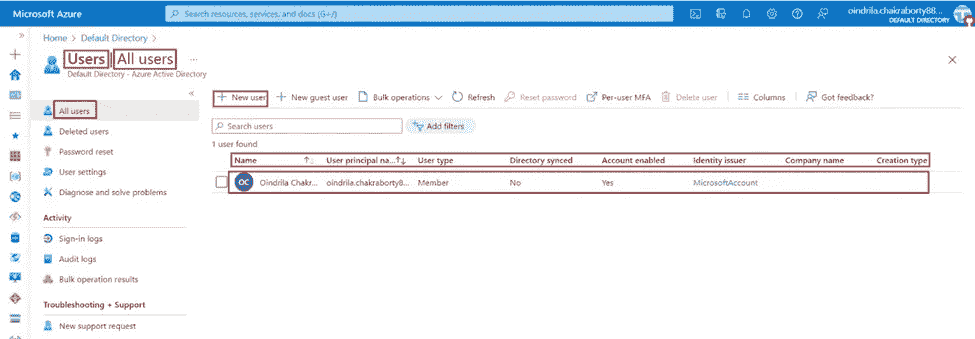 Microsoft Azure
Search resources, services, and docs (G+/)
oindrila.chakraborty88...
DEFAULT DIRECTORY
Home > Default Directory >
Users | All users ...
Default Directory - Azure Active Directory
All users
Deleted users
Password reset
User settings
Diagnose and solve problems
Activity
Sign-in logs
Audit logs
Bulk operation results
Troubleshooting + Support
New support request
+ New user + New guest user Bulk operations Refresh Reset password Per-user MFA Delete user Columns Got feedback?
Search users
Add filters
1 user found
Name User principal na... User type Directory synced Account enabled Identity issuer Company name Creation type
OC Oindrila Chakr... oindrila.chakraborty8... Member No Yes MicrosoftAccount